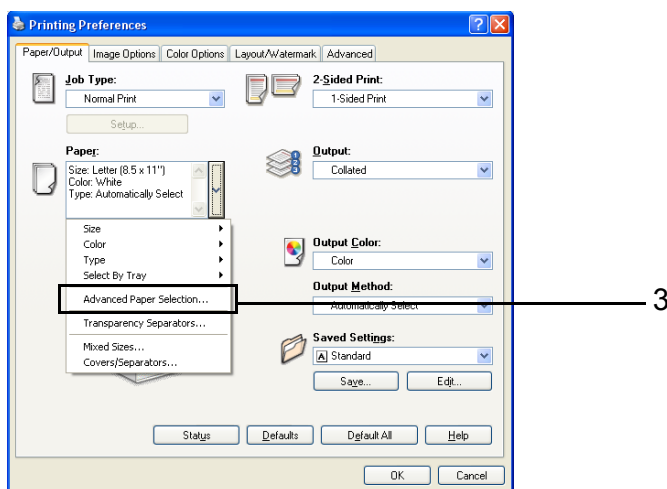 Printing Preferences
Paper/Output Image Options Color Options Layout/Watermark Advanced
Job Type:
Normal Print
Setup...
2-Sided Print:
1-Sided Print
Paper:
Size: Letter (8.5 x 11")
Color: White
Type: Automatically Select
Output:
Collated
Size
Color
Type
Select By Tray
Advanced Paper Selection...
Transparency Separators...
Mixed Sizes...
Covers/Separators...
Output Color:
Color
Output Method:
Automatically Select
3
Saved Settings:
A Standard
Save... Edit...
Status Defaults Default All Help
OK Cancel